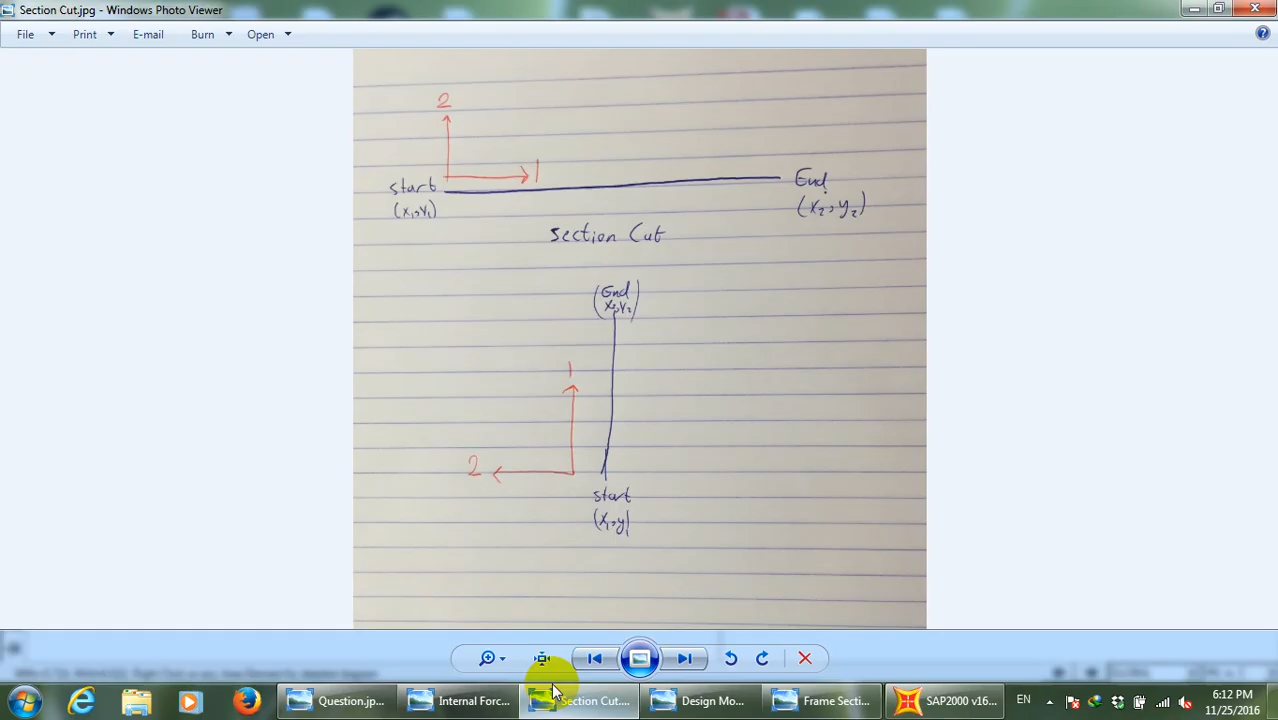 Section Cut.jpg - Windows Photo Viewer
File Print E-mail Burn Open
2
1
start
(x₁,y₁)
End
(x₂,y₂)
Section Cut
(End
x₂,y₂)
1
2
start
(x₁,y₁)
Question.jp...
Internal Forc...
Section Cut....
Design Mo...
Frame Secti...
SAP2000 v16...
EN
6:12 PM
11/25/2016